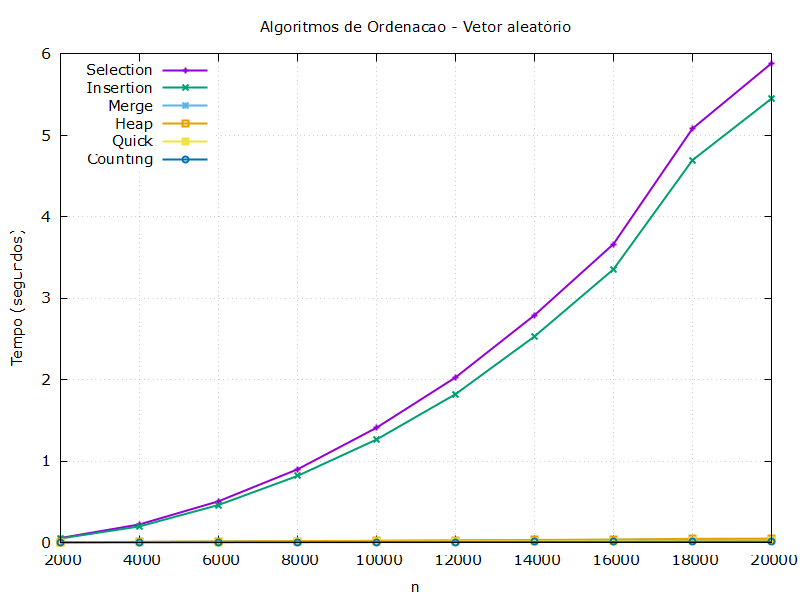 Algoritmos de Ordenacao - Vetor aleatório
6
5
4
3
2
1
0
Tempo (segundos)
Selection
Insertion
Merge
Heap
Quick
Counting
2000 4000 6000 8000 10000 12000 14000 16000 18000 20000
n